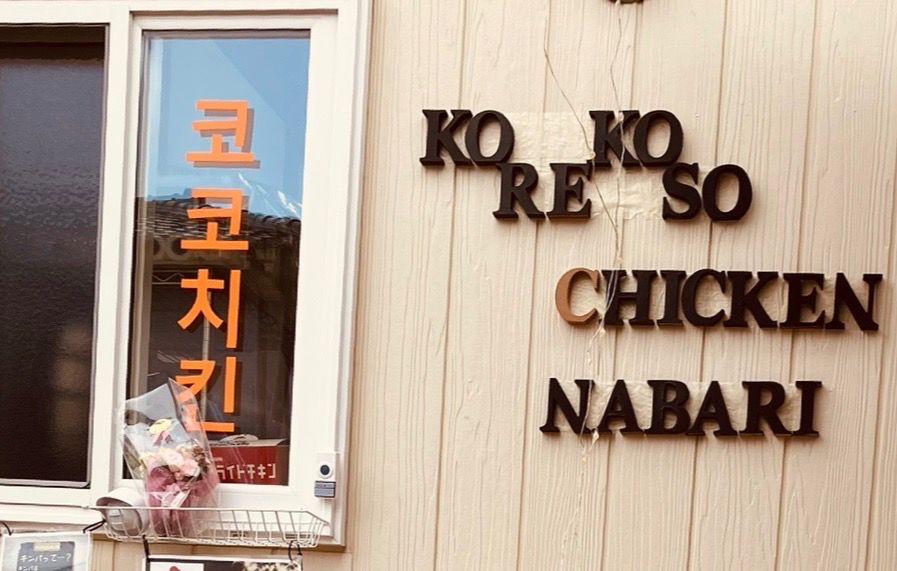 코코치킨
KO KO
RE SO
CHICKEN
NABARI